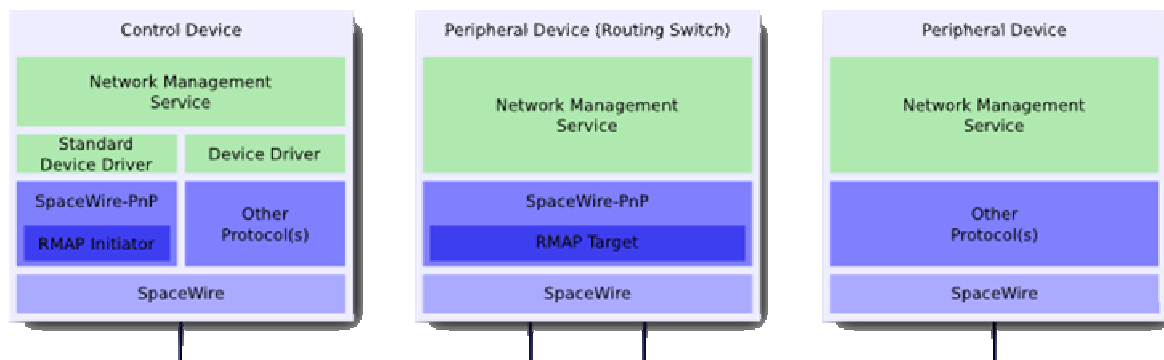 Control Device
Network Management
Service
Standard
Device Driver
Device Driver
SpaceWire-PnP
RMAP Initiator
Other
Protocol(s)
SpaceWire
Peripheral Device (Routing Switch)
Network Management
Service
SpaceWire-PnP
RMAP Target
SpaceWire
Peripheral Device
Network Management
Service
Other
Protocol(s)
SpaceWire